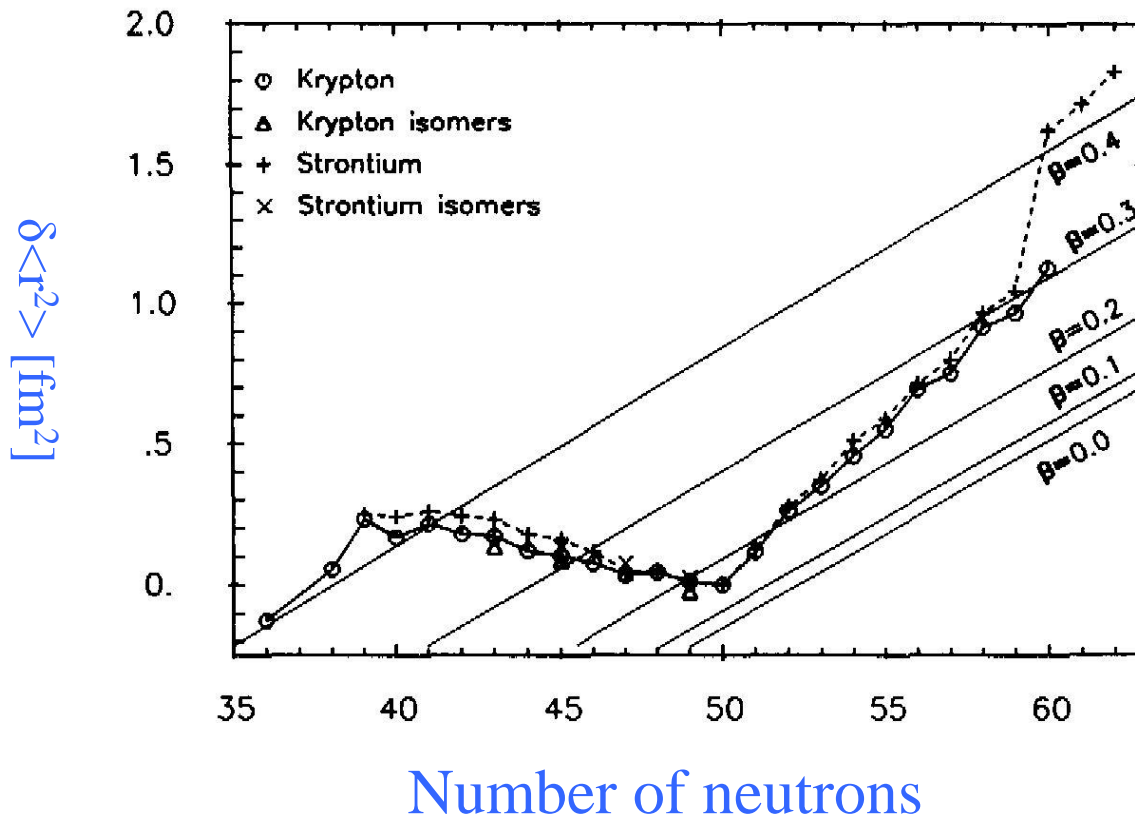 2.0
1.5
1.0
.5
0.
Krypton
Krypton isomers
Strontium
Strontium isomers
β=0.4
β=0.3
β=0.2
β=0.1
β=0.0
δ<r²> [fm²]
35 40 45 50 55 60
Number of neutrons